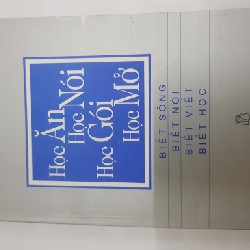 Học Ăn
Học Nói
Học Gói
Học Mở
BIẾT SỐNG
BIẾT NÓI
BIẾT VIẾT
BIẾT HỌC